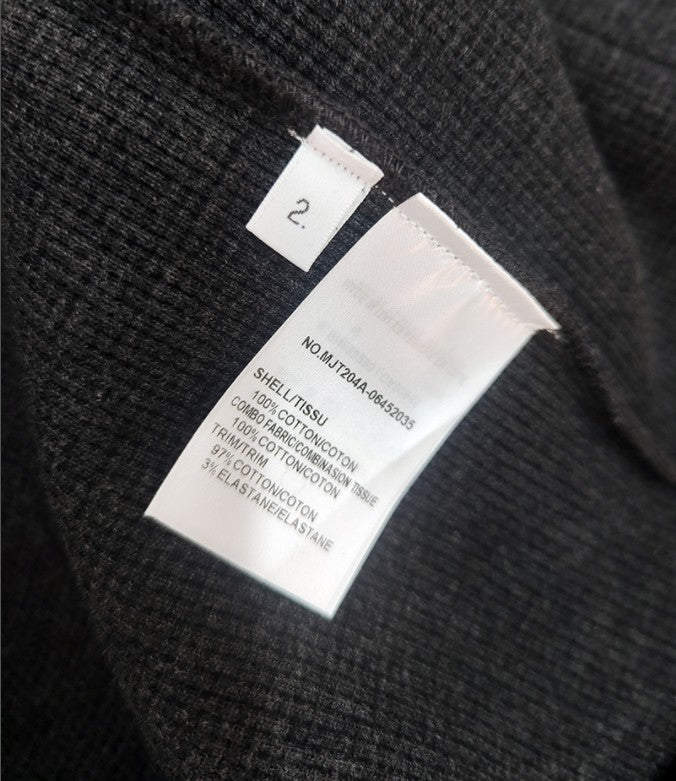 2.
NO.MJT204A-06452035
SHELL/TISSU
100% COTTON/COTON
COMBO FABRIC/COMBINASION TISSUE
100% COTTON/COTON
TRIM/TRIM
97% COTTON/COTON
3% ELASTANE/ELASTANE